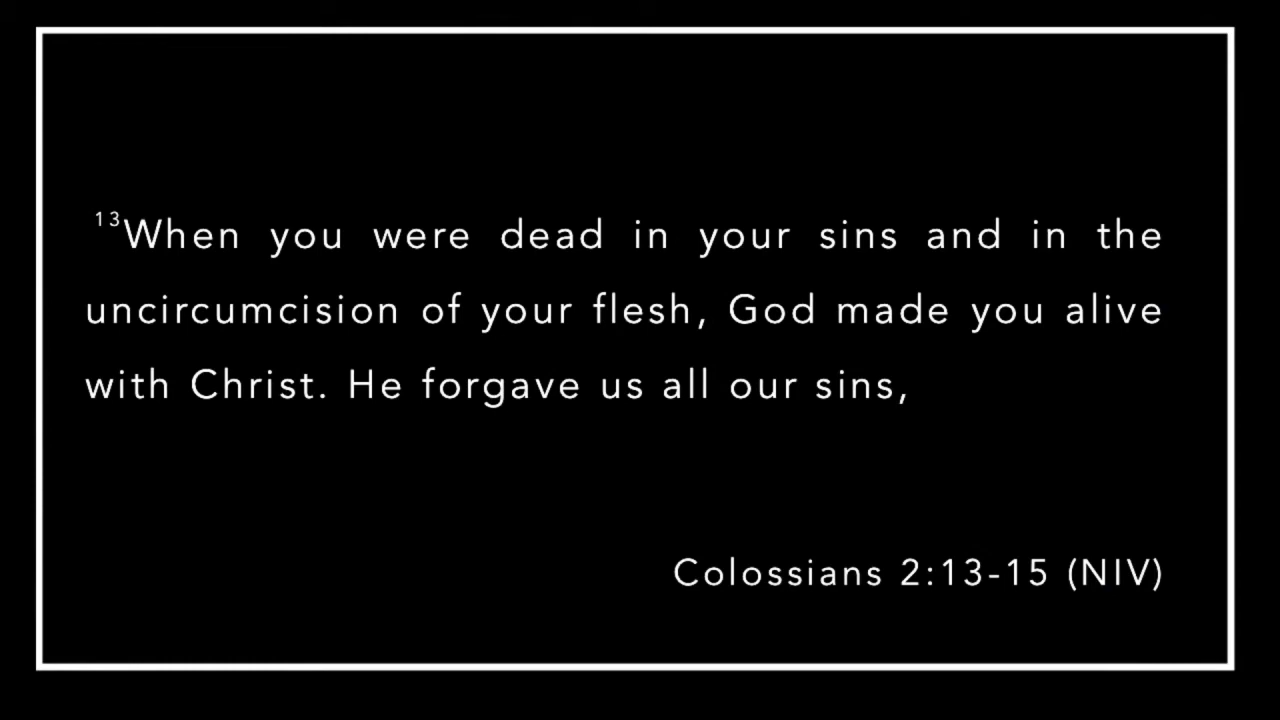 13When you were dead in your sins and in the
uncircumcision of your flesh, God made you alive
with Christ. He forgave us all our sins,
Colossians 2:13-15 (NIV)